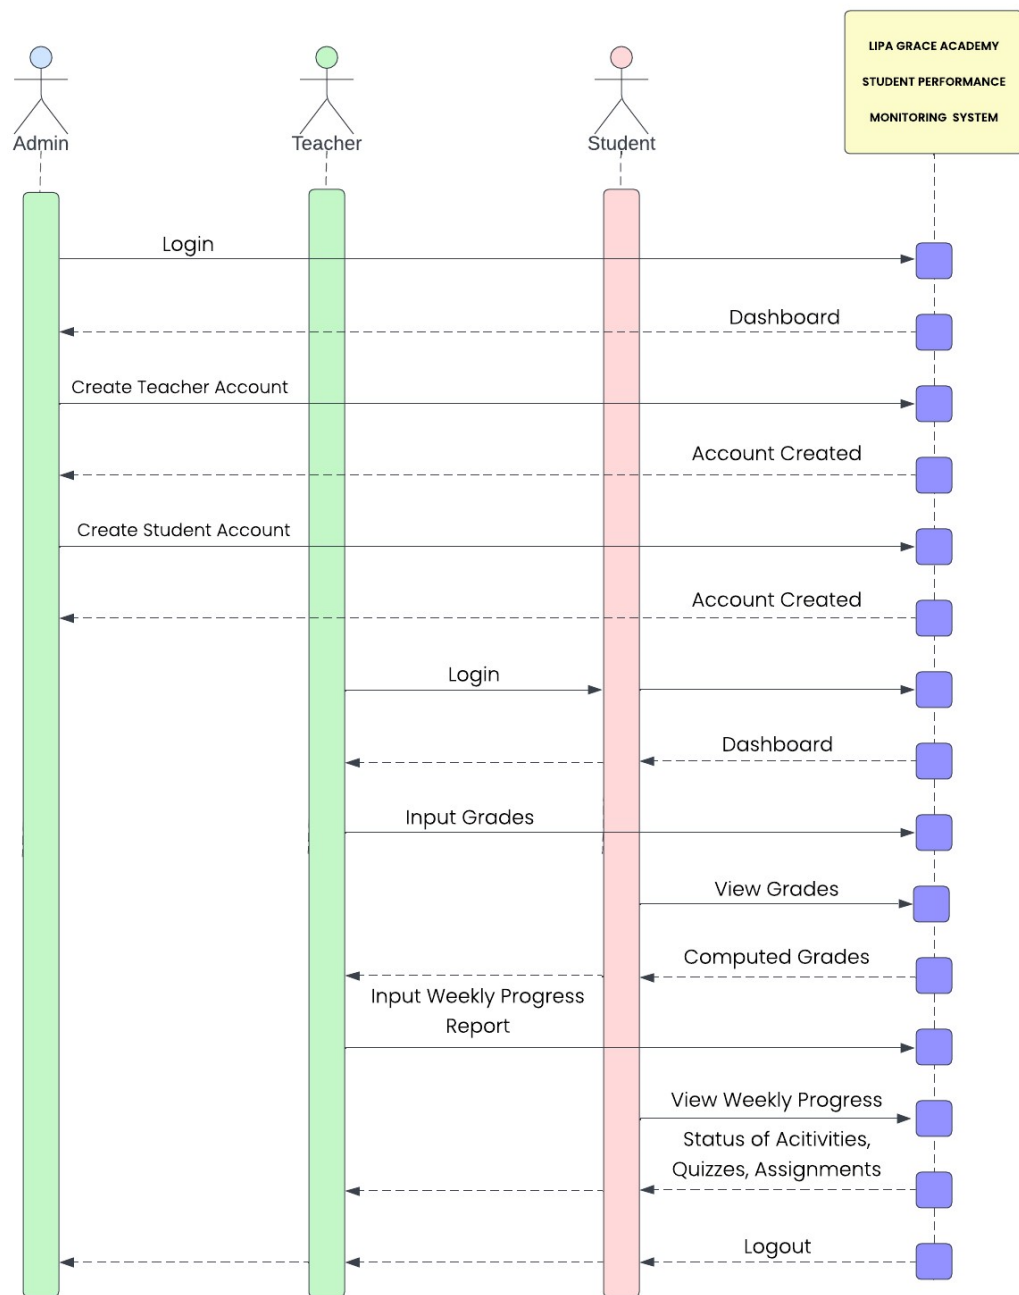 LIPA GRACE ACADEMY
STUDENT PERFORMANCE
MONITORING SYSTEM
Admin
Teacher
Student
Login
Dashboard
Create Teacher Account
Account Created
Create Student Account
Account Created
Login
Dashboard
Input Grades
View Grades
Computed Grades
Input Weekly Progress
Report
View Weekly Progress
Status of Acitivities,
Quizzes, Assignments
Logout